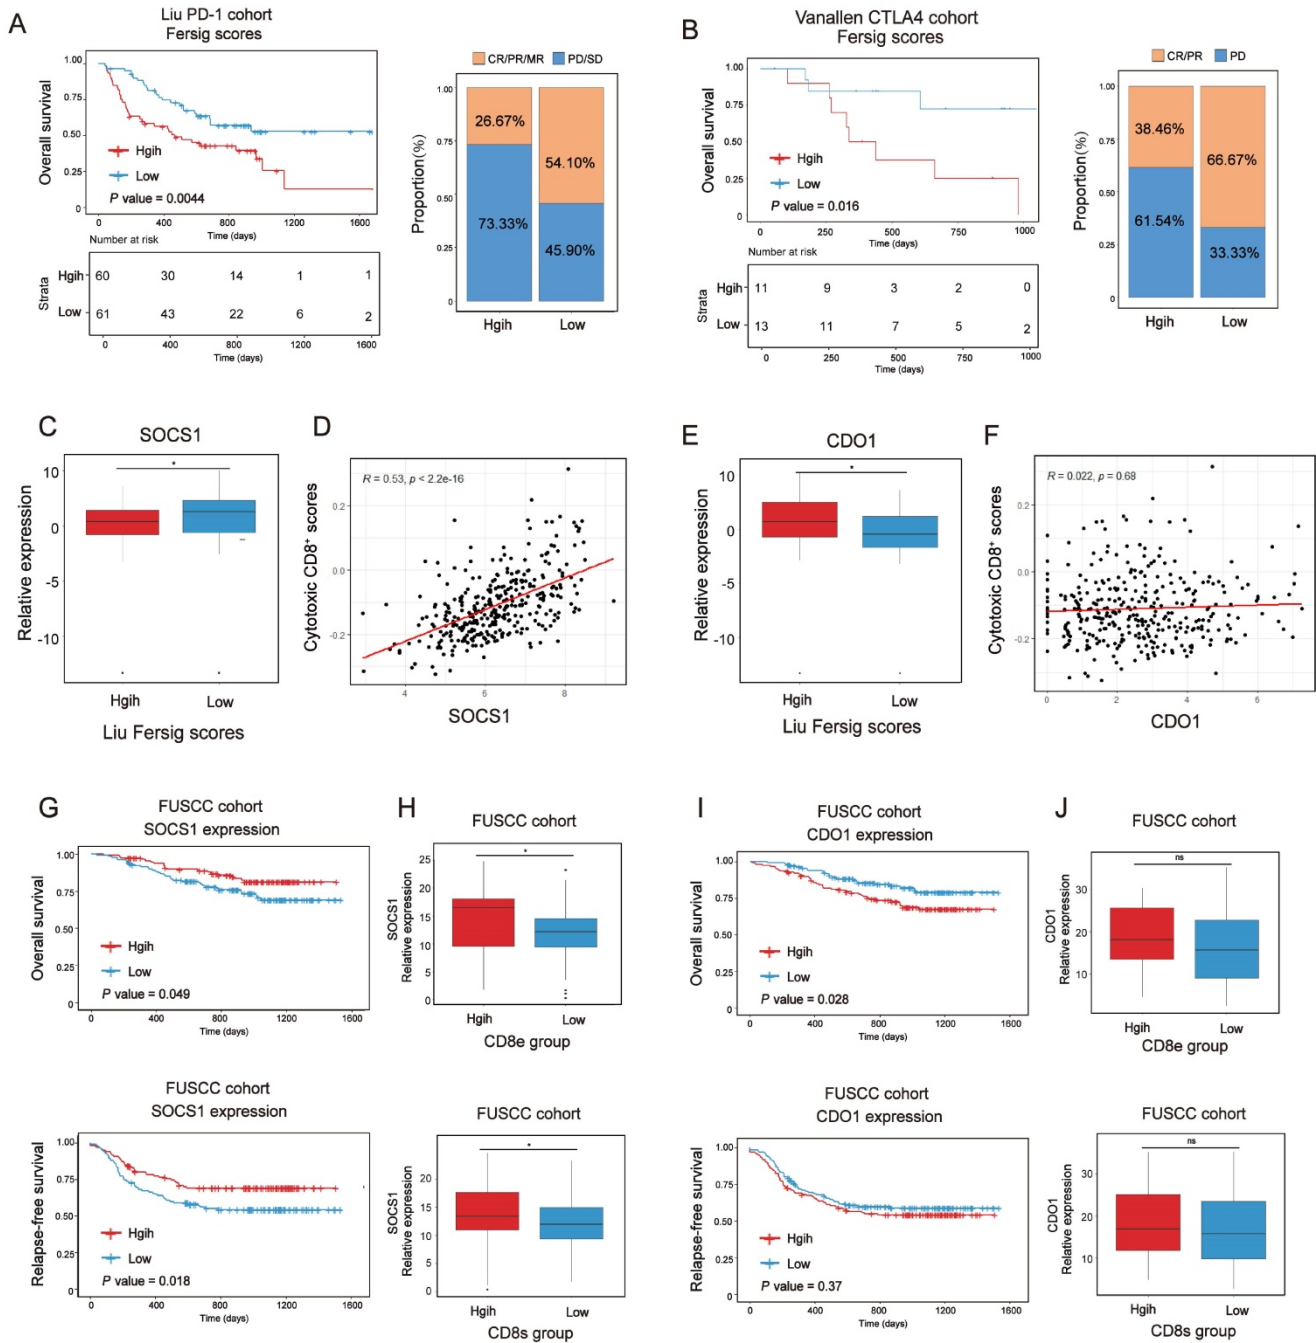 A
Liu PD-1 cohort
Fersig scores
Overall survival
1.00
0.75
0.50
0.25
0
Hgih
Low
P value = 0.0044
0 400 800 1200 1600
Time (days)
Number at risk
Strata
Hgih 60 30 14 1 1
Low 61 43 22 6 2
0 400 800 1200 1600
Time (days)
CR/PR/MR PD/SD
Proportion(%)
1.00
0.75
0.50
0.25
0
26.67%
54.10%
73.33%
45.90%
Hgih Low
B
Vanallen CTLA4 cohort
Fersig scores
Overall survival
1.00
0.75
0.50
0.25
0
Hgih
Low
P value = 0.016
0 250 500 750 1000
Time (days)
Number at risk
Strata
Hgih 11 9 3 2 0
Low 13 11 7 5 2
0 250 500 750 1000
Time (days)
CR/PR PD
Proportion(%)
1.00
0.75
0.50
0.25
0
38.46%
66.67%
61.54%
33.33%
Hgih Low
C
SOCS1
Relative expression
10
0
-5
-10
*
Hgih Low
Liu Fersig scores
D
R = 0.53, p < 2.2e-16
Cytotoxic CD8+ scores
0.2
0.0
-0.2
4 6 8
SOCS1
E
CDO1
Relative expression
10
0
-5
-10
*
Hgih Low
Liu Fersig scores
F
R = 0.022, p = 0.68
Cytotoxic CD8+ scores
0.2
0.0
-0.2
0 2 4 6
CDO1
G
FUSCC cohort
SOCS1 expression
Overall survival
1.00
0.75
0.50
0.25
0
Hgih
Low
P value = 0.049
0 400 800 1200 1600
Time (days)
H
FUSCC cohort
SOCS1
Relative expression
25
20
15
10
5
0
*
Hgih Low
CD8e group
I
FUSCC cohort
CDO1 expression
Overall survival
1.00
0.75
0.50
0.25
0
Hgih
Low
P value = 0.028
0 400 800 1200 1600
Time (days)
J
FUSCC cohort
CDO1
Relative expression
30
20
10
ns
Hgih Low
CD8e group
FUSCC cohort
SOCS1 expression
Relapse-free survival
1.00
0.75
0.50
0.25
0
Hgih
Low
P value = 0.018
0 400 800 1200 1600
Time (days)
FUSCC cohort
SOCS1
Relative expression
20
15
10
5
0
*
Hgih Low
CD8s group
FUSCC cohort
CDO1 expression
Relapse-free survival
1.00
0.75
0.50
0.25
0
Hgih
Low
P value = 0.37
0 400 800 1200 1600
Time (days)
FUSCC cohort
CDO1
Relative expression
30
20
10
ns
Hgih Low
CD8s group